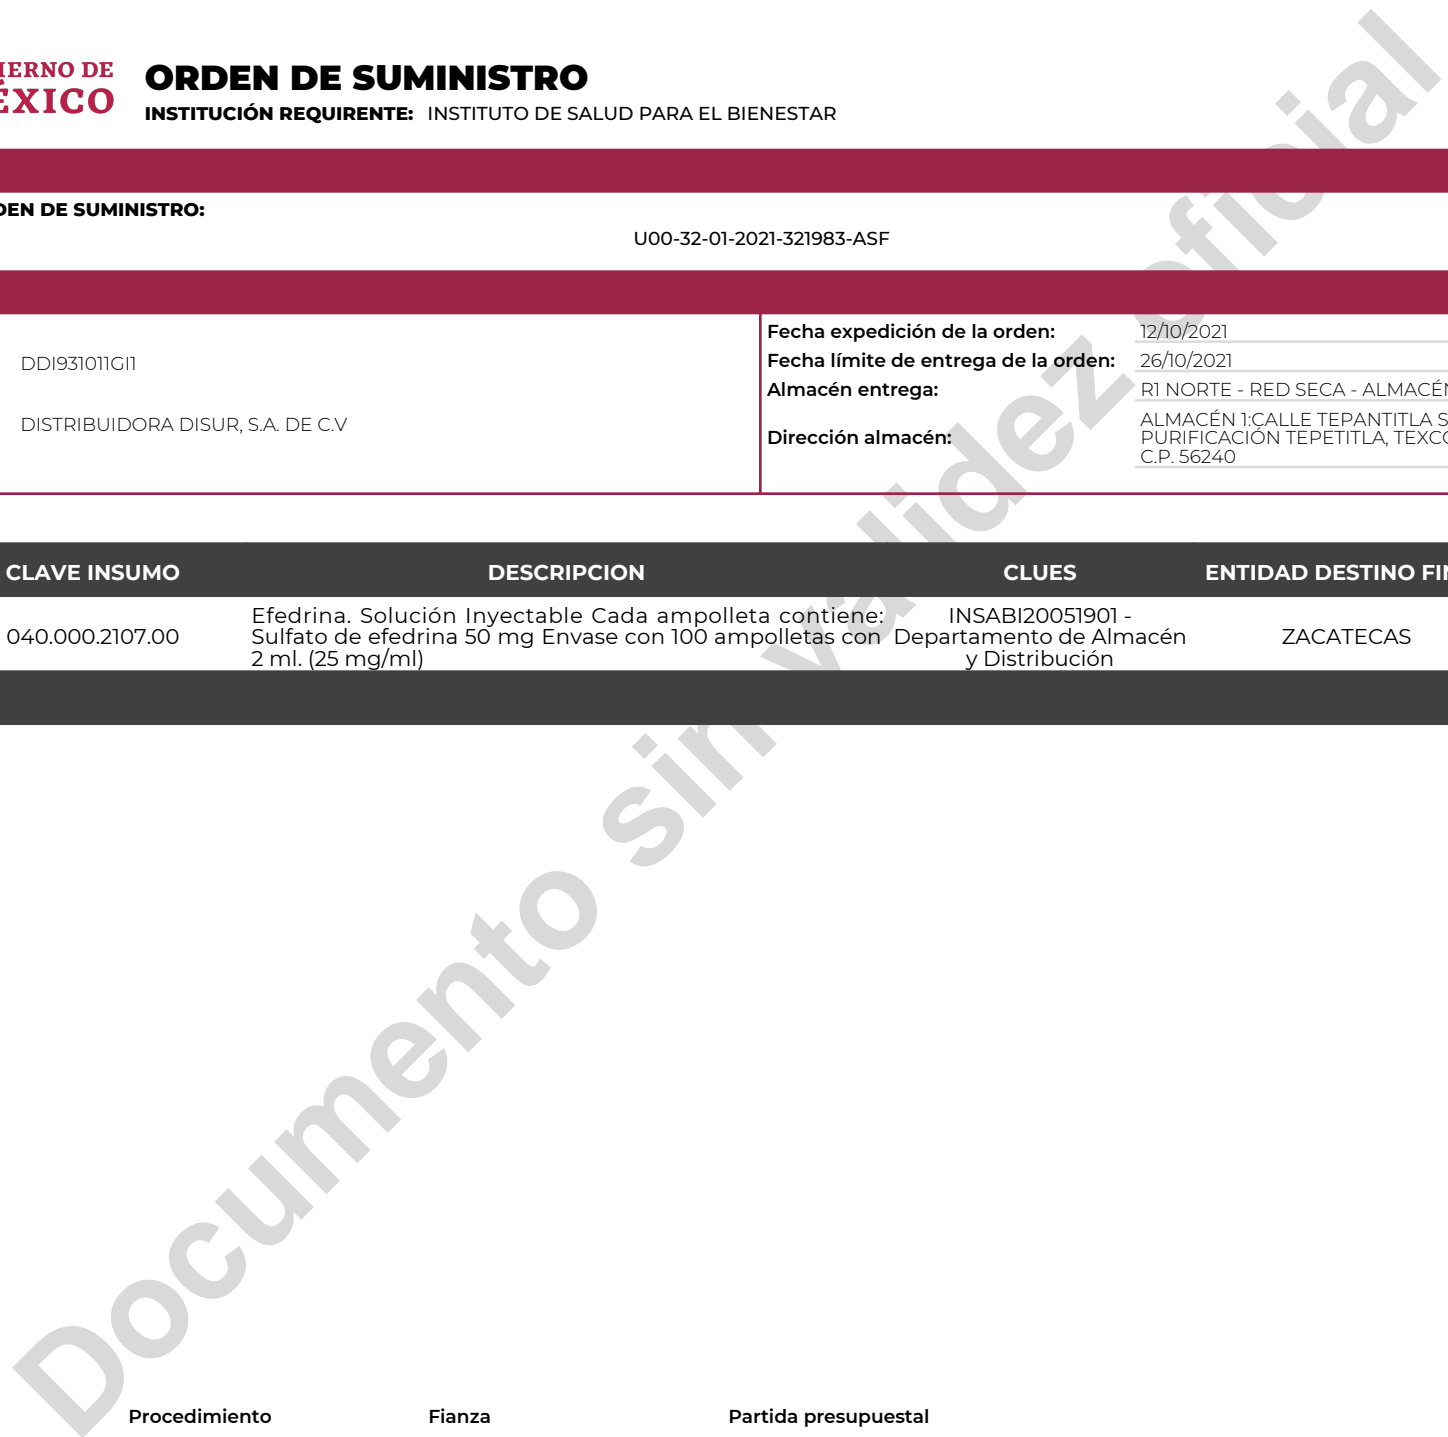 IERNO DE
ÉXICO
ORDEN DE SUMINISTRO
INSTITUCIÓN REQUIRENTE: INSTITUTO DE SALUD PARA EL BIENESTAR
DEN DE SUMINISTRO:
U00-32-01-2021-321983-ASF
DDI931011GI1
DISTRIBUIDORA DISUR, S.A. DE C.V
Fecha expedición de la orden: 12/10/2021
Fecha límite de entrega de la orden: 26/10/2021
Almacén entrega: R1 NORTE - RED SECA - ALMACÉN
Dirección almacén:
ALMACÉN 1:CALLE TEPANTITLA S
PURIFICACIÓN TEPETITLA, TEXCO
C.P. 56240
CLAVE INSUMO DESCRIPCION CLUES ENTIDAD DESTINO FIN
040.000.2107.00
Efedrina. Solución Inyectable Cada ampolleta contiene:
Sulfato de efedrina 50 mg Envase con 100 ampolletas con
2 ml. (25 mg/ml)
INSABI20051901 -
Departamento de Almacén
y Distribución
ZACATECAS
Documento sin validez oficial
Procedimiento Fianza Partida presupuestal